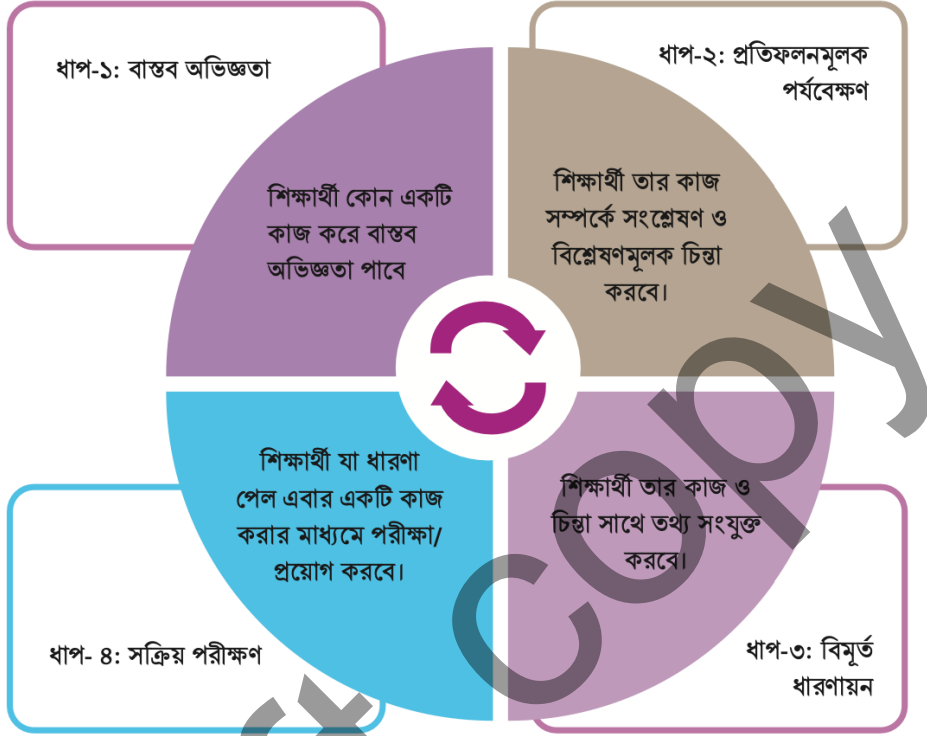 ধাপ-১: বাস্তব অভিজ্ঞতা
শিক্ষার্থী কোন একটি
কাজ করে বাস্তব
অভিজ্ঞতা পাবে
ধাপ-২: প্রতিফলনমূলক
পর্যবেক্ষণ
শিক্ষার্থী তার কাজ
সম্পর্কে সংশ্লেষণ ও
বিশ্লেষণমূলক চিন্তা
করবে।
শিক্ষার্থী তার কাজ ও
চিন্তা সাথে তথ্য সংযুক্ত
করবে।
ধাপ-৩: বিমূর্ত
ধারণায়ন
শিক্ষার্থী যা ধারণা
পেল এবার একটি কাজ
করার মাধ্যমে পরীক্ষা/
প্রয়োগ করবে।
ধাপ- ৪: সক্রিয় পরীক্ষণ
copy